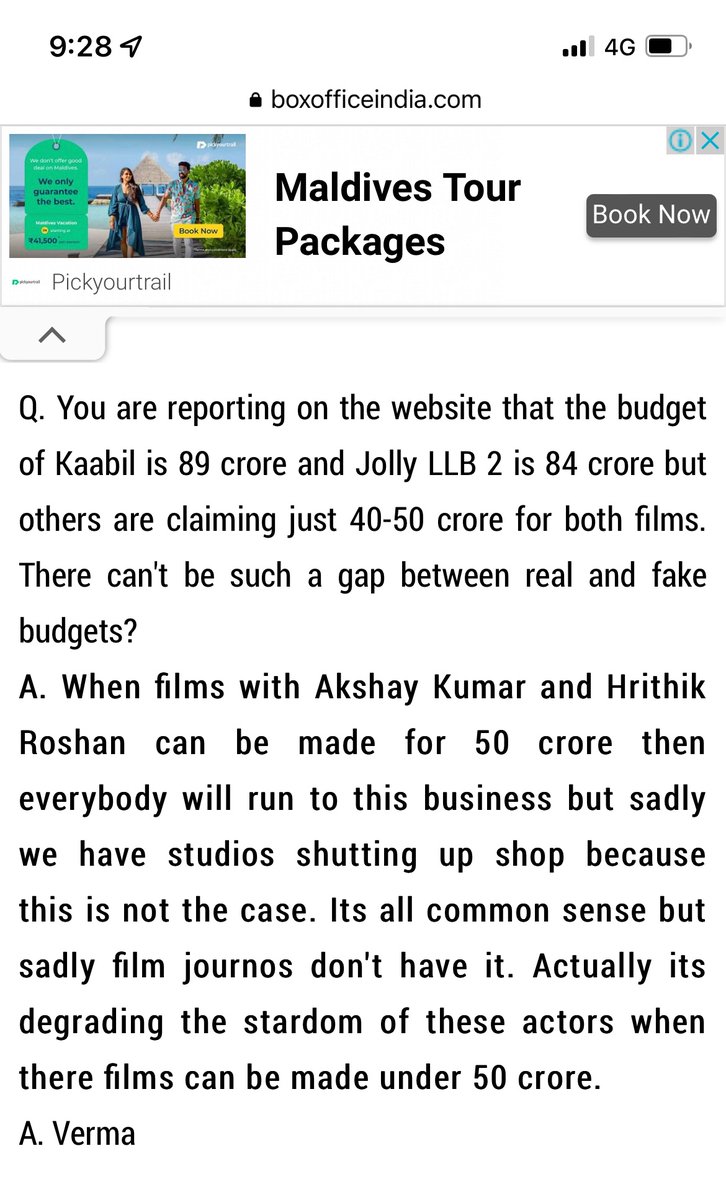 9:28
4G
boxofficeindia.com
pickyourtrail
We don't offer good
deal on Maldives.
We only
guarantee
the best.
Maldives Vacation
starting at
₹41,500
Book Now
Maldives Tour
Packages
Book Now
Pickyourtrail
Q. You are reporting on the website that the budget
of Kaabil is 89 crore and Jolly LLB 2 is 84 crore but
others are claiming just 40-50 crore for both films.
There can't be such a gap between real and fake
budgets?
A. When films with Akshay Kumar and Hrithik
Roshan can be made for 50 crore then
everybody will run to this business but sadly
we have studios shutting up shop because
this is not the case. Its all common sense but
sadly film journos don't have it. Actually its
degrading the stardom of these actors when
there films can be made under 50 crore.
A. Verma